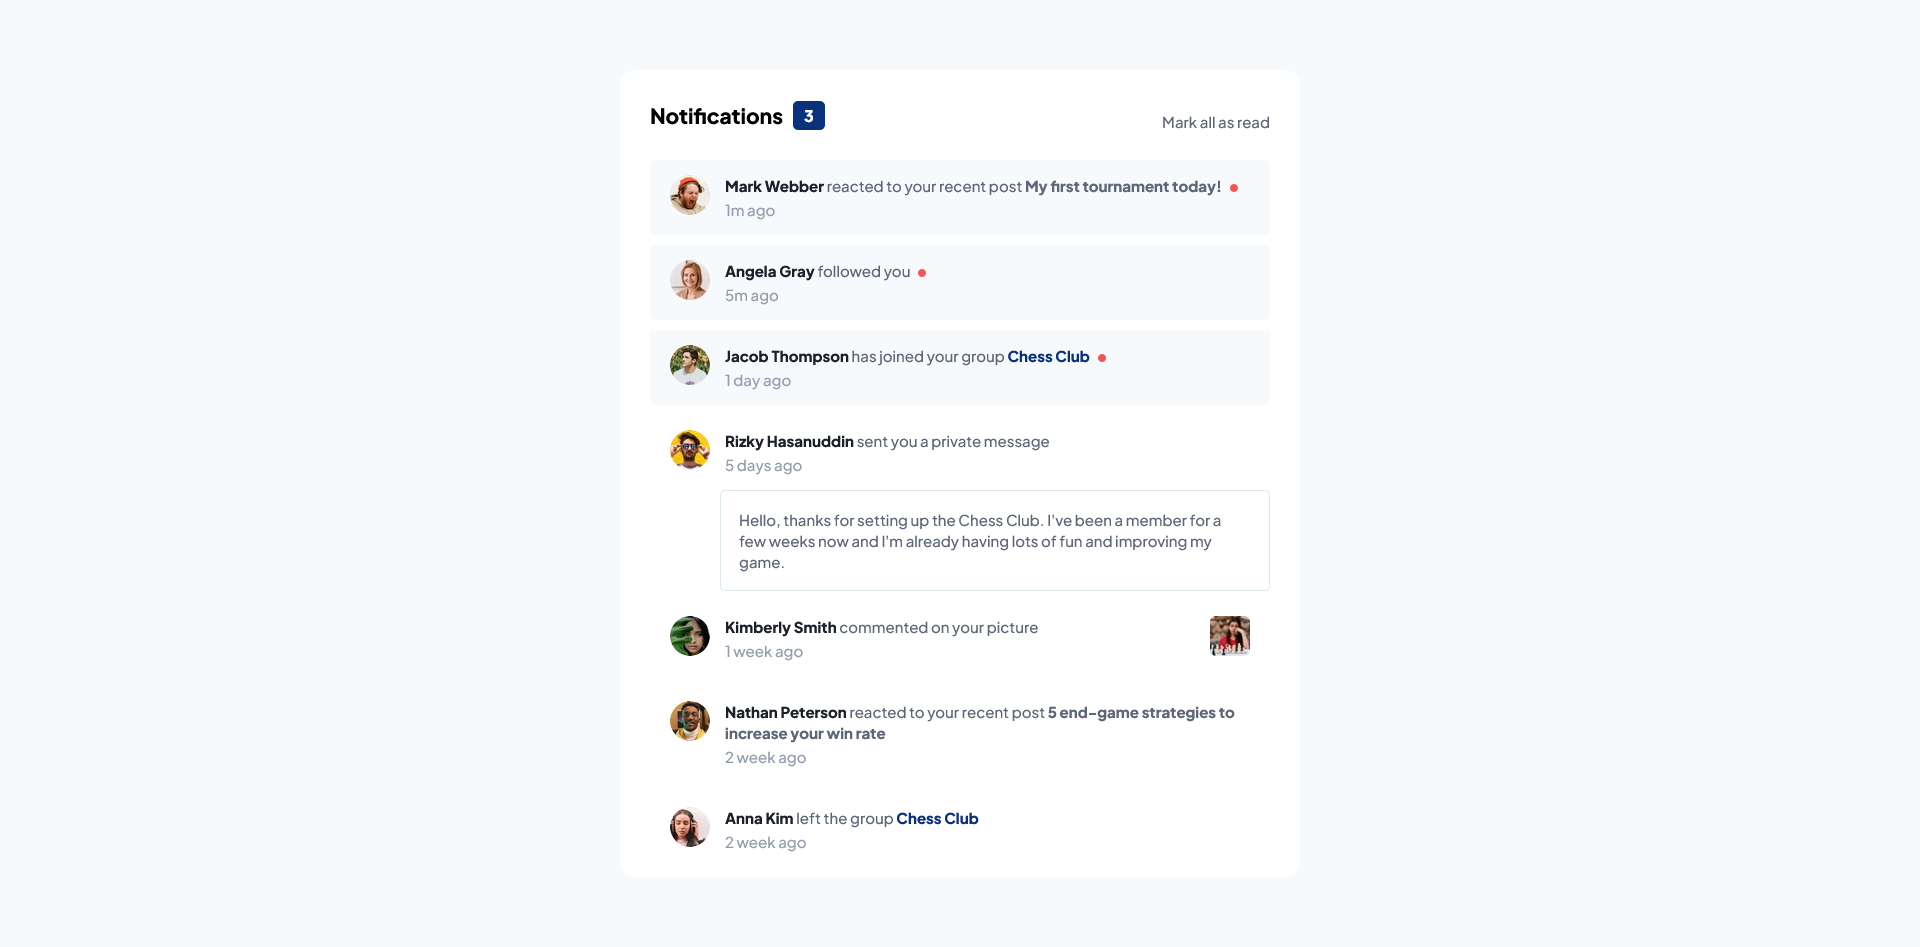 Notifications 3
Mark all as read
Mark Webber reacted to your recent post My first tournament today!
1m ago
Angela Gray followed you
5m ago
Jacob Thompson has joined your group Chess Club
1 day ago
Rizky Hasanuddin sent you a private message
5 days ago
Hello, thanks for setting up the Chess Club. I've been a member for a
few weeks now and I'm already having lots of fun and improving my
game.
Kimberly Smith commented on your picture
1 week ago
Nathan Peterson reacted to your recent post 5 end-game strategies to
increase your win rate
2 week ago
Anna Kim left the group Chess Club
2 week ago